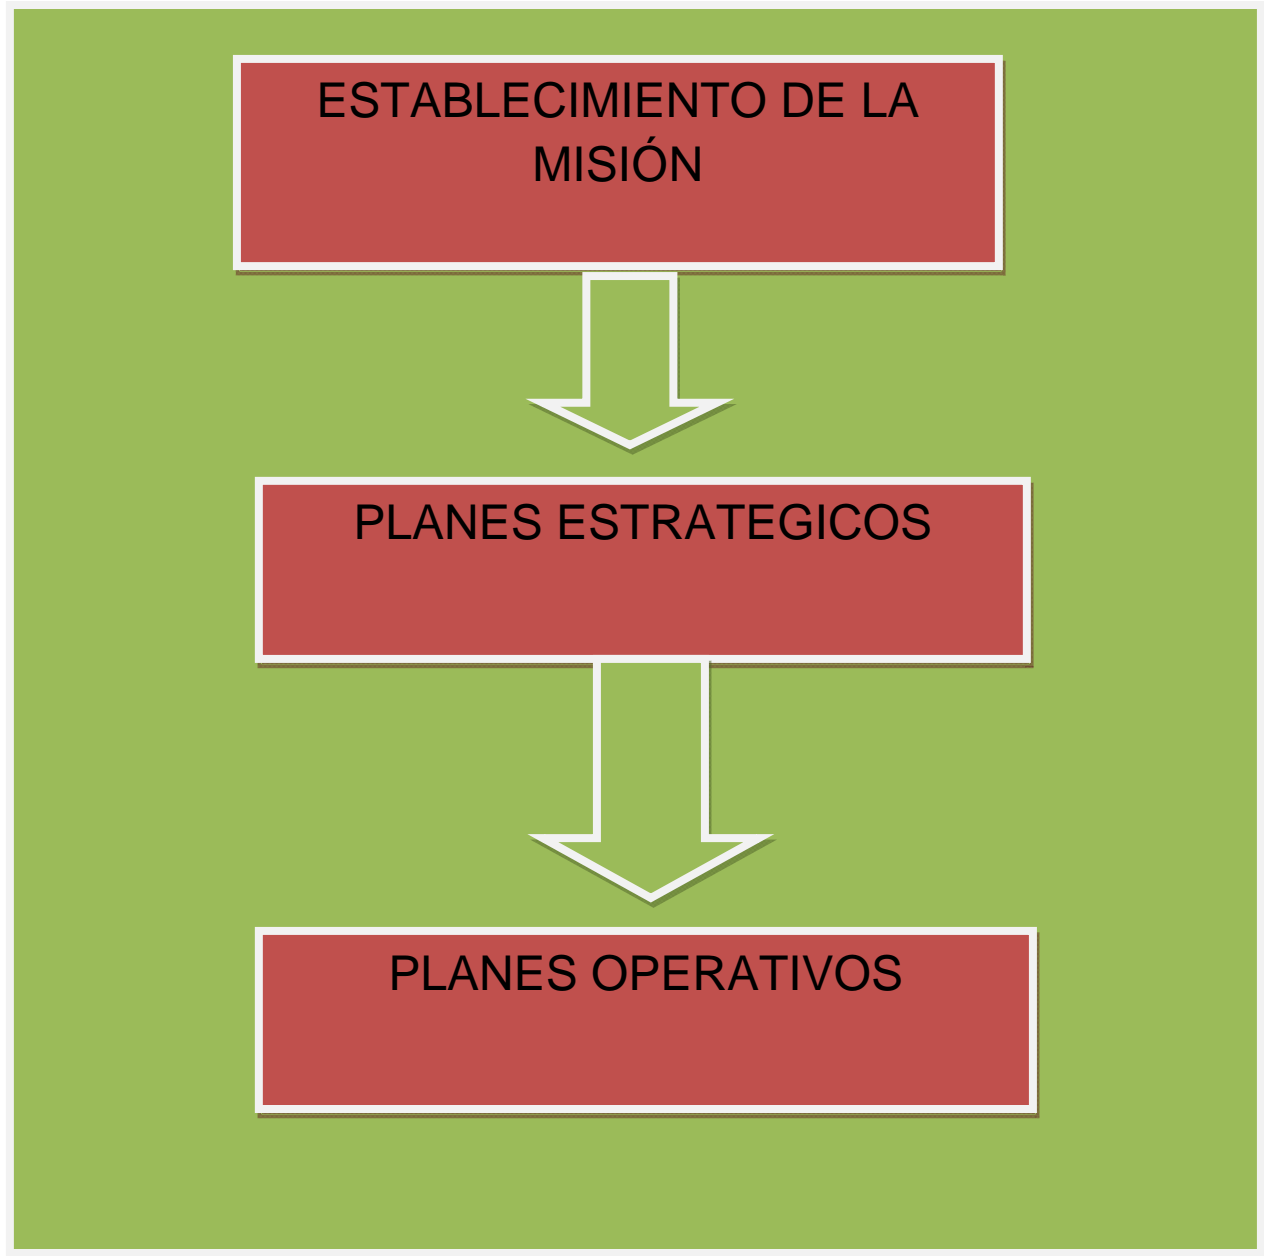 ESTABLECIMIENTO DE LA
MISIÓN
PLANES ESTRATEGICOS
PLANES OPERATIVOS